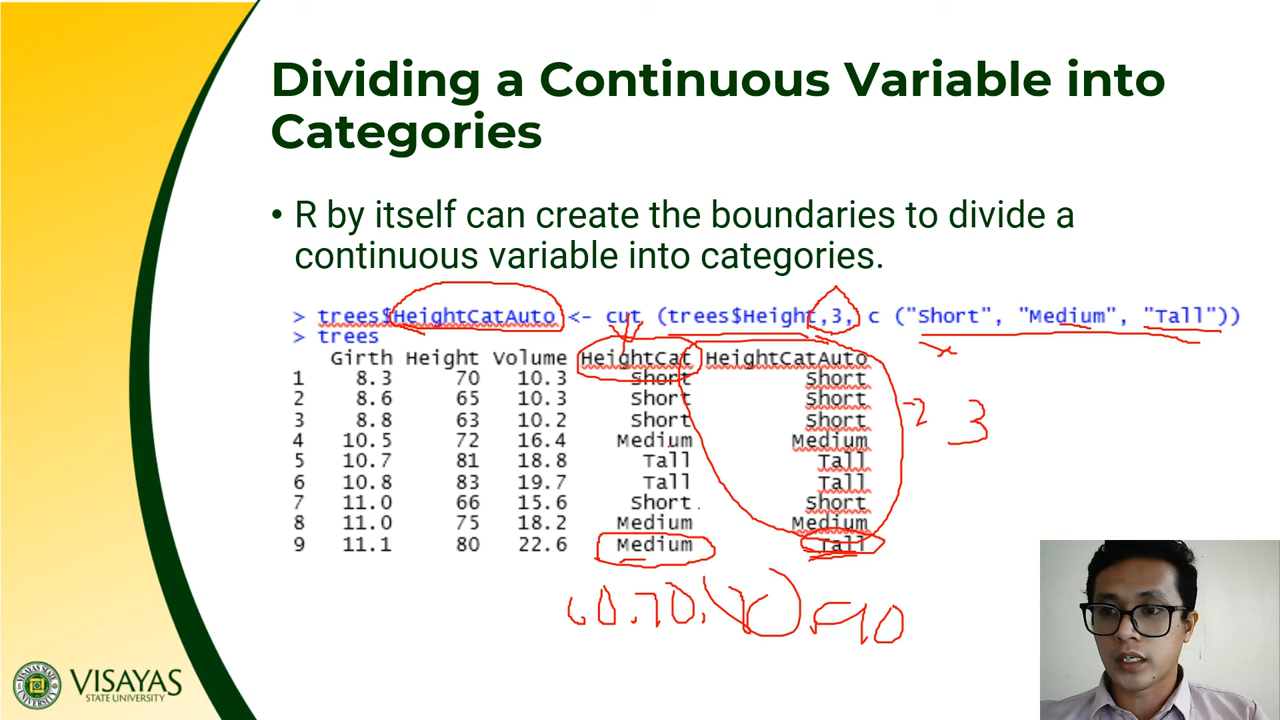 Dividing a Continuous Variable into
Categories
• R by itself can create the boundaries to divide a
continuous variable into categories.
> trees$HeightCatAuto <- cut (trees$Height,3, c ("Short", "Medium", "Tall"))
> trees
Girth Height Volume HeightCat HeightCatAuto
1 8.3 70 10.3 Short Short
2 8.6 65 10.3 Short Short
3 8.8 63 10.2 Short Short
4 10.5 72 16.4 Medium Medium
5 10.7 81 18.8 Tall Tall
6 10.8 83 19.7 Tall Tall
7 11.0 66 15.6 Short Short
8 11.0 75 18.2 Medium Medium
9 11.1 80 22.6 Medium Tall
3
60, 70, 90
VISAYAS
STATE UNIVERSITY